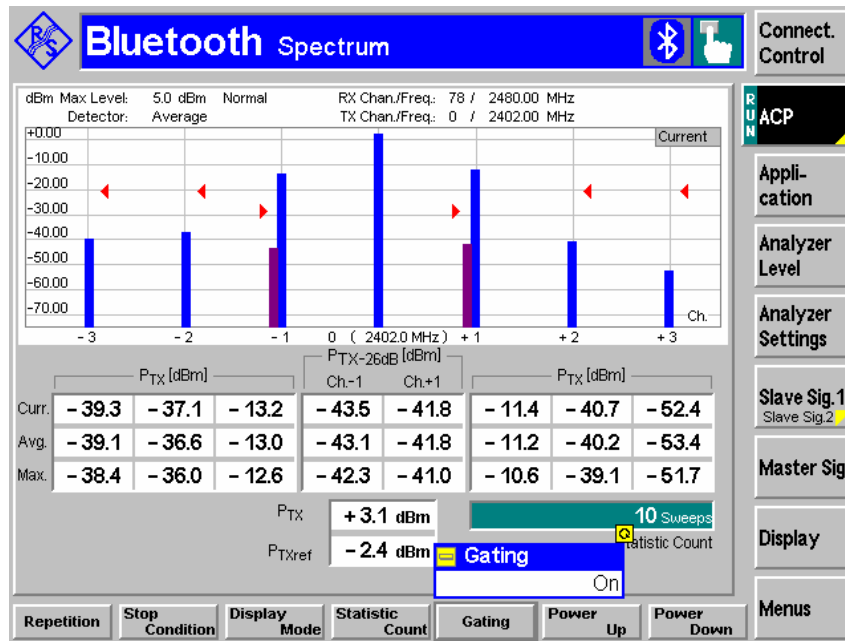 R&S
Bluetooth Spectrum
Connect.
Control
dBm Max Level: 5.0 dBm Normal RX Chan./Freq.: 78 / 2480.00 MHz
Detector: Average TX Chan./Freq.: 0 / 2402.00 MHz
RUN ACP
+0.00
Current
-10.00
-20.00
-30.00
-40.00
-50.00
-60.00
-70.00
Ch.
-3 -2 -1 0 ( 2402.0 MHz ) +1 +2 +3
Appli-
cation
Analyzer
Level
Analyzer
Settings
Slave Sig.1
Slave Sig.2
Master Sig
Display
Menus
PTX [dBm] PTX-26dB [dBm] PTX [dBm]
Ch.-1 Ch.+1
Curr. -39.3 -37.1 -13.2 -43.5 -41.8 -11.4 -40.7 -52.4
Avg. -39.1 -36.6 -13.0 -43.1 -41.8 -11.2 -40.2 -53.4
Max. -38.4 -36.0 -12.6 -42.3 -41.0 -10.6 -39.1 -51.7
PTX +3.1 dBm 10 Sweeps
PTXref -2.4 dBm atistic Count
Gating
On
Repetition
Stop
Condition
Display
Mode
Statistic
Count
Gating
Power
Up
Power
Down